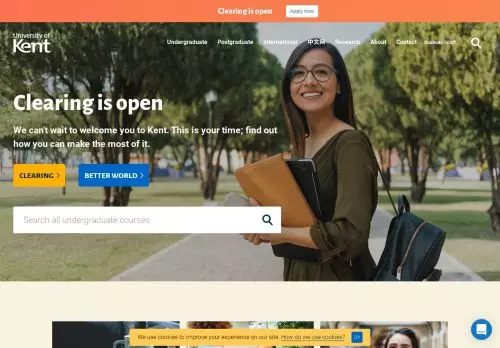 Clearing is open
Apply now
University of
Kent
Undergraduate
Postgraduate
International
中文网
Research
About
Contact
Student
Staff
Clearing is open
We can't wait to welcome you to Kent. This is your time; find out
how you can make the most of it.
CLEARING
BETTER WORLD
Search all undergraduate courses
We use cookies to improve your experience on our site. How do we use cookies?
OK